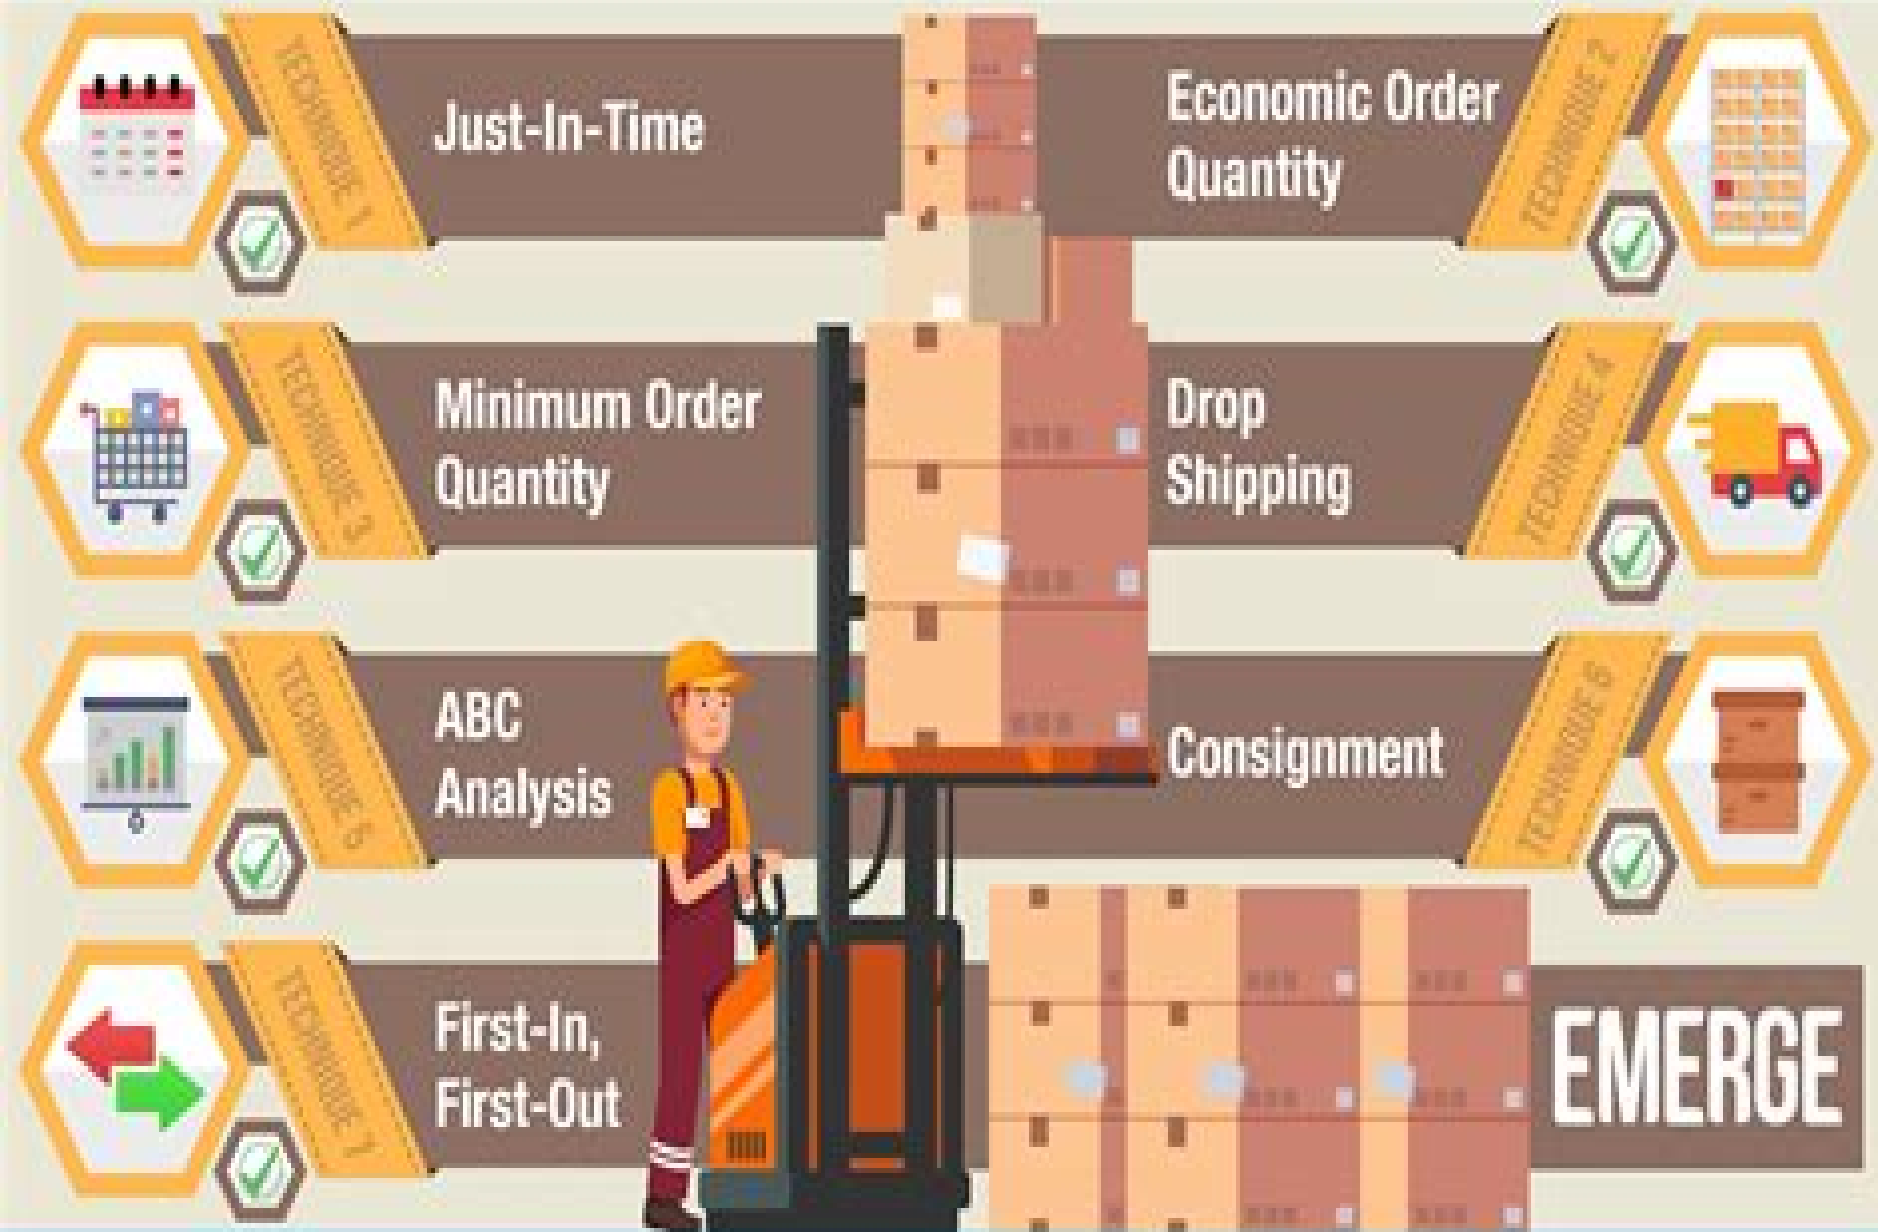 TECHNIQUE 1
Just-In-Time
Economic Order
Quantity
TECHNIQUE 2
TECHNIQUE 3
Minimum Order
Quantity
Drop
Shipping
TECHNIQUE 4
TECHNIQUE 5
ABC
Analysis
Consignment
TECHNIQUE 6
TECHNIQUE 7
First-In,
First-Out
EMERGE